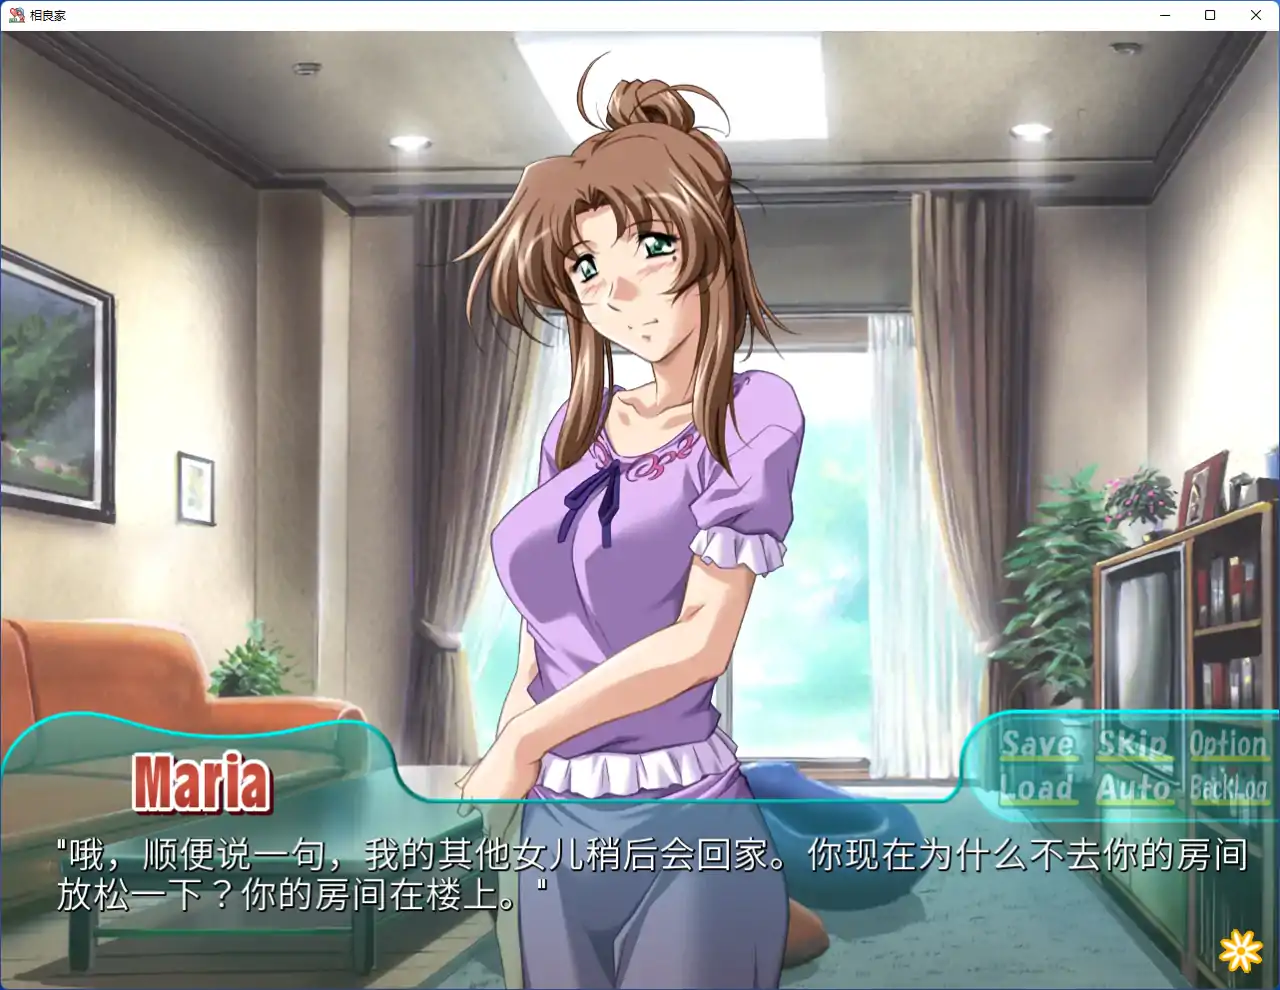 相良家
Maria
Save Skip Option
Load Auto BackLog
"哦，顺便说一句，我的其他女儿稍后会回家。你现在为什么不去你的房间
放松一下？你的房间在楼上。"